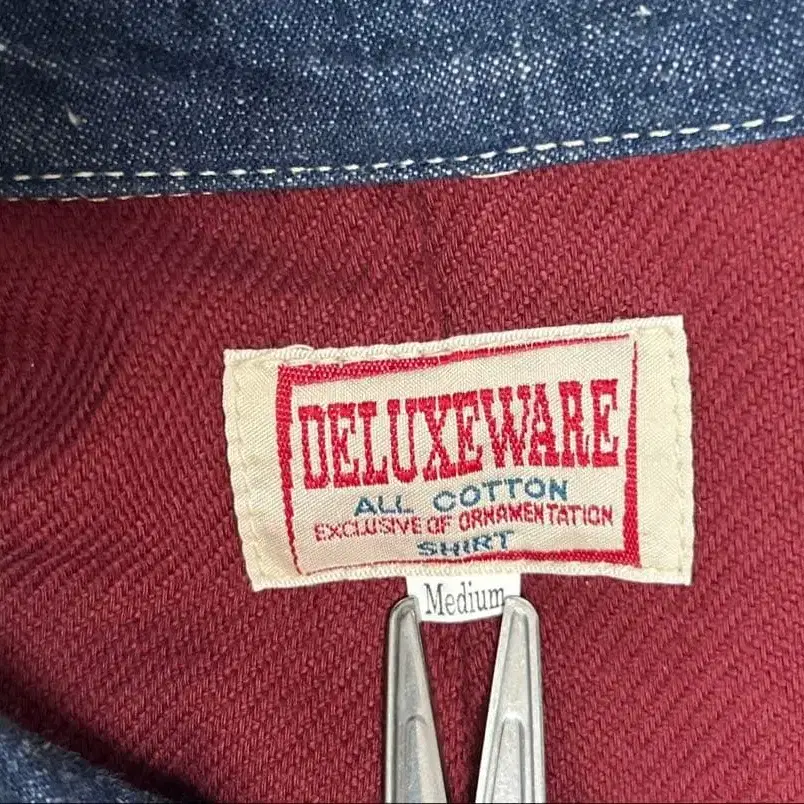 DELUXEWARE
ALL COTTON
EXCLUSIVE OF ORNAMENTATION
SHIRT
Medium